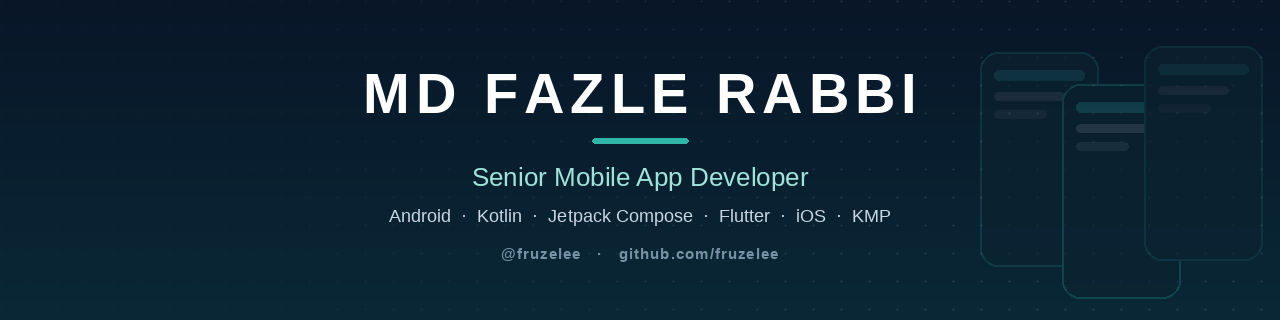 MD FAZLE RABBI
Senior Mobile App Developer
Android · Kotlin · Jetpack Compose · Flutter · iOS · KMP
@fruzelee · github.com/fruzelee